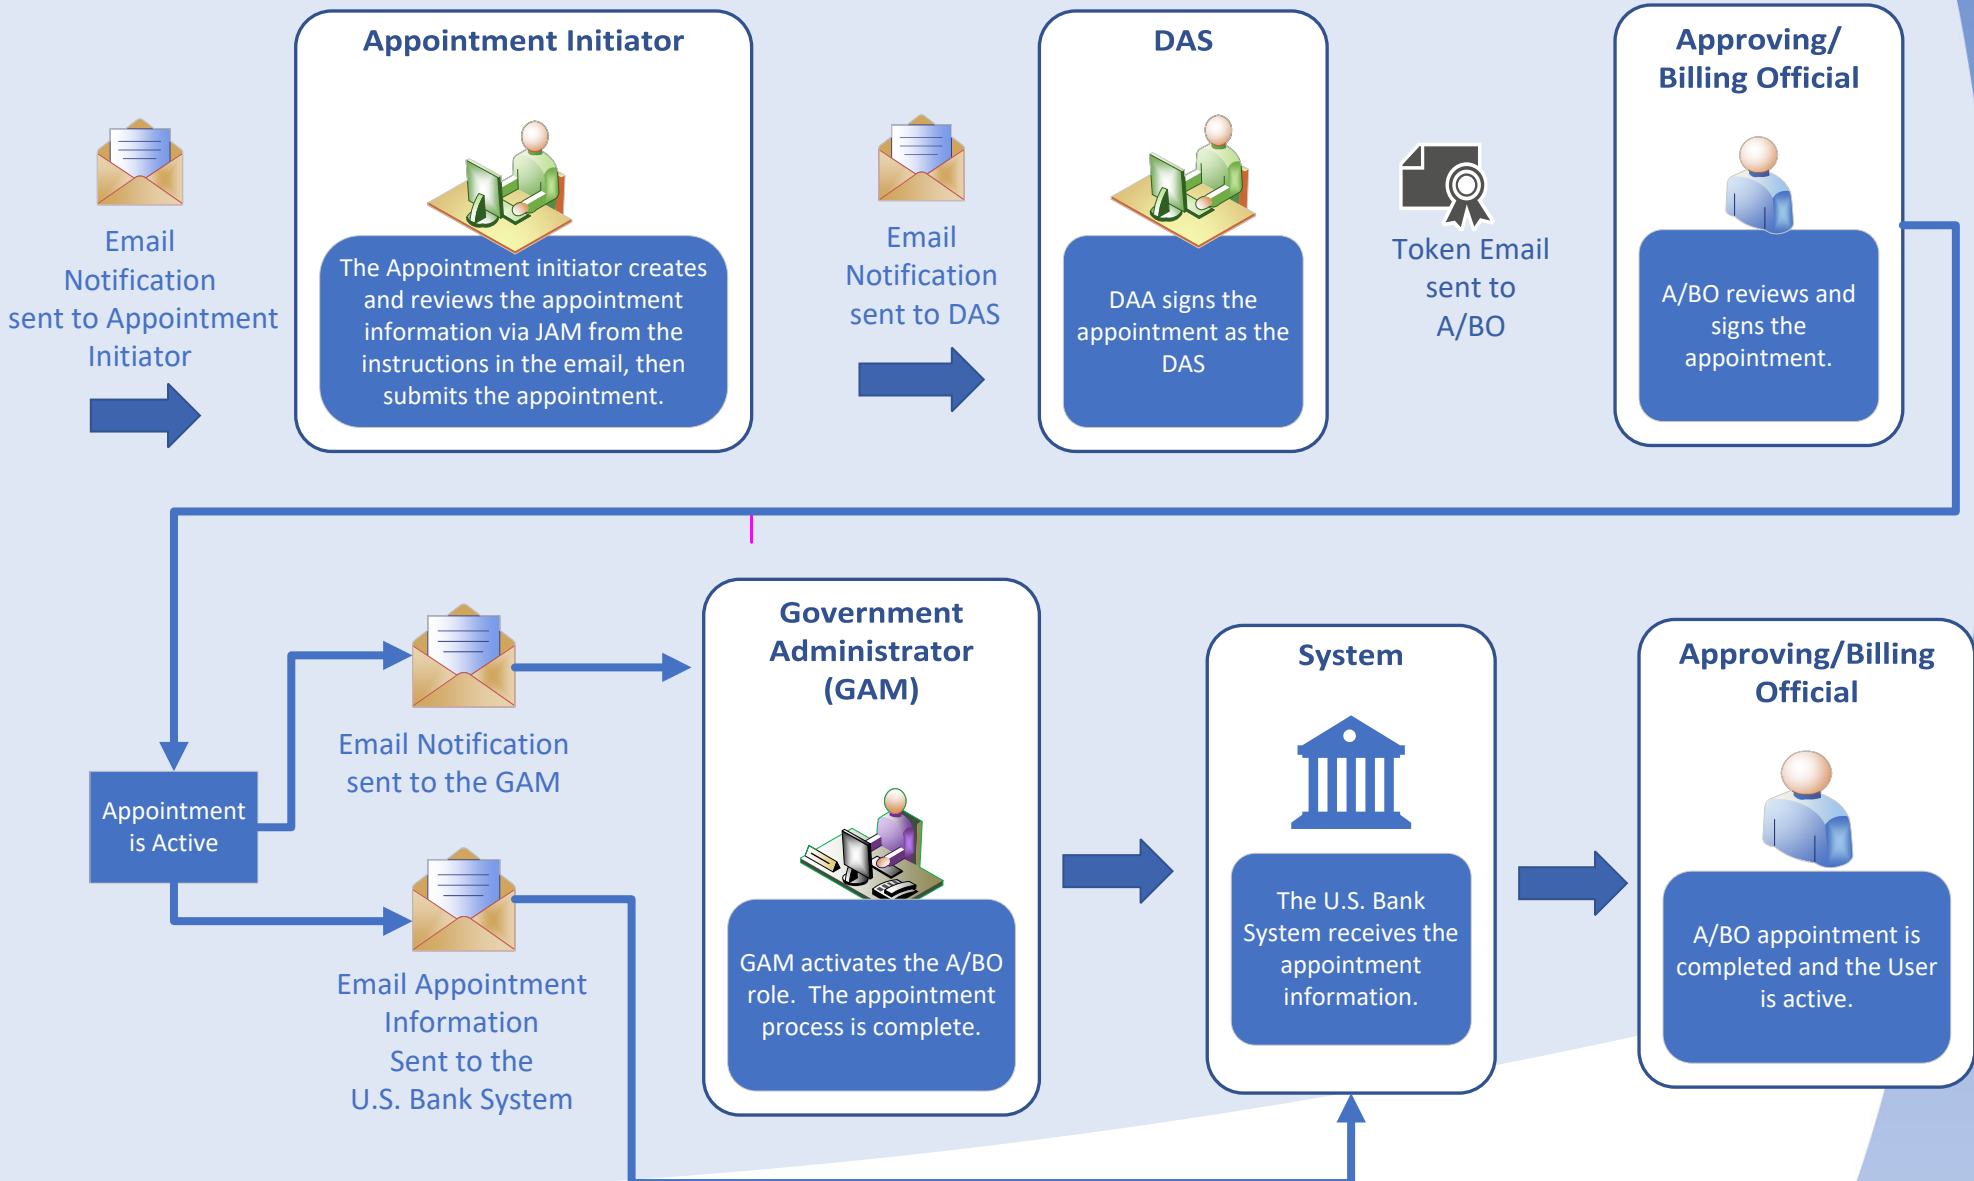 Appointment Initiator
Email
Notification
sent to Appointment
Initiator
The Appointment initiator creates
and reviews the appointment
information via JAM from the
instructions in the email, then
submits the appointment.
Email
Notification
sent to DAS
DAS
DAA signs the
appointment as the
DAS
Token Email
sent to
A/BO
Approving/
Billing Official
A/BO reviews and
signs the
appointment.
Appointment
is Active
Email Notification
sent to the GAM
Email Appointment
Information
Sent to the
U.S. Bank System
Government
Administrator
(GAM)
GAM activates the A/BO
role.  The appointment
process is complete.
System
The U.S. Bank
System receives the
appointment
information.
Approving/Billing
Official
A/BO appointment is
completed and the User
is active.